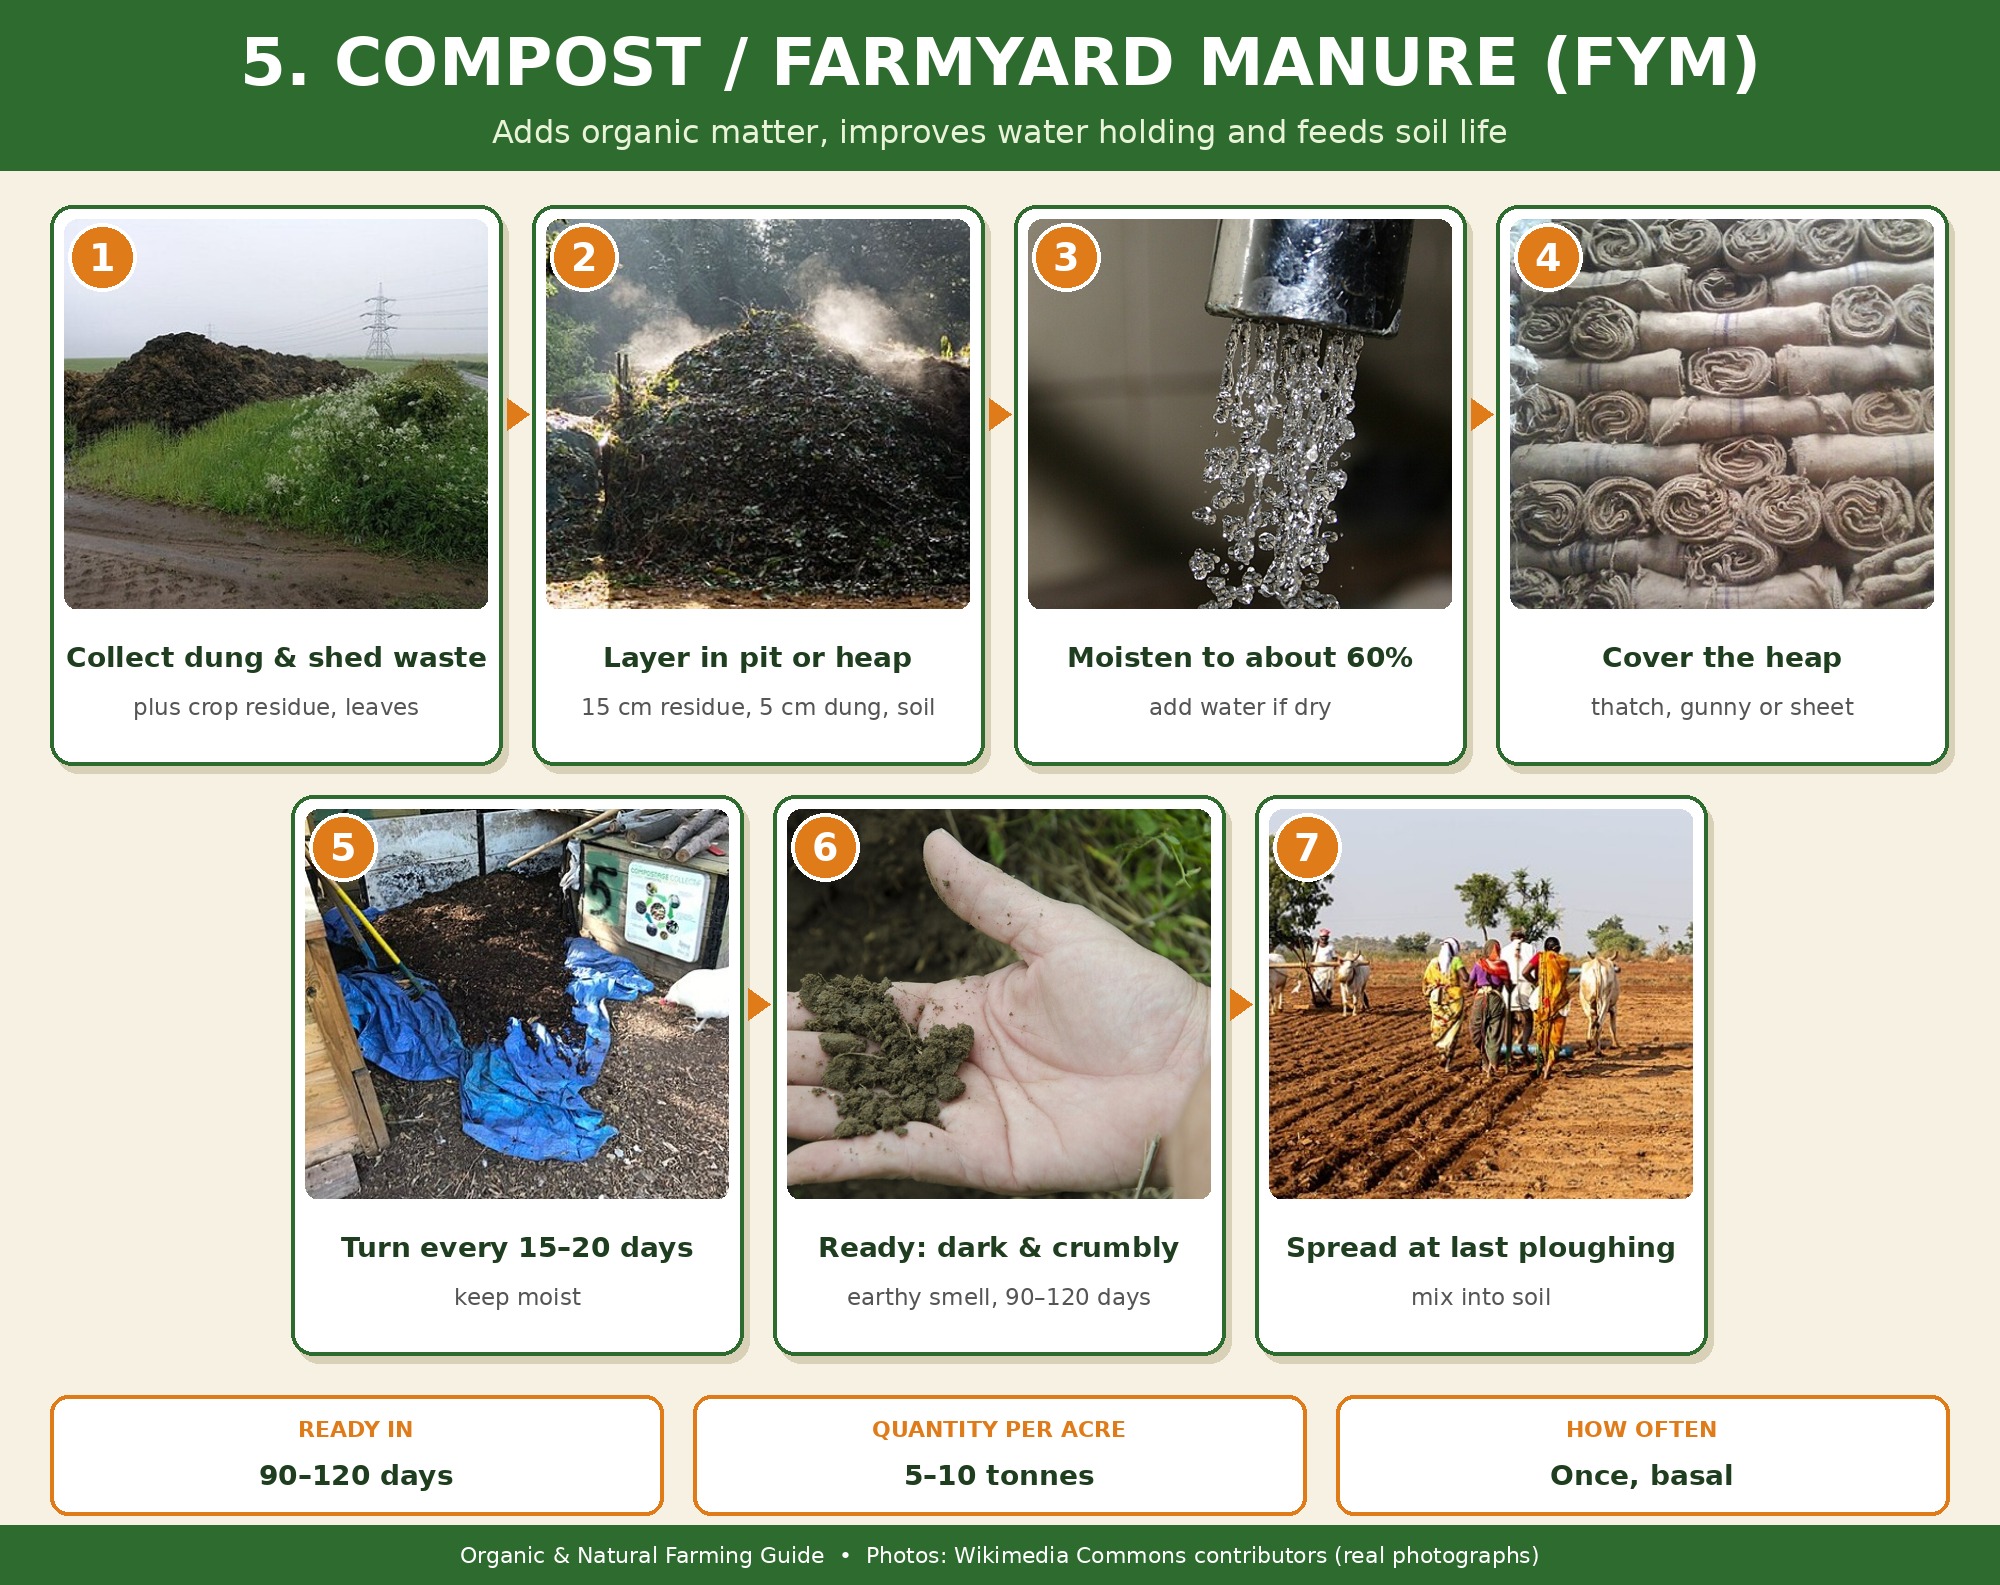 5. COMPOST / FARMYARD MANURE (FYM)
Adds organic matter, improves water holding and feeds soil life
1
2
3
4
Collect dung & shed waste
plus crop residue, leaves
Layer in pit or heap
15 cm residue, 5 cm dung, soil
Moisten to about 60%
add water if dry
Cover the heap
thatch, gunny or sheet
5
6
7
5
Turn every 15–20 days
keep moist
Ready: dark & crumbly
earthy smell, 90–120 days
Spread at last ploughing
mix into soil
READY IN
90–120 days
QUANTITY PER ACRE
5–10 tonnes
HOW OFTEN
Once, basal
Organic & Natural Farming Guide • Photos: Wikimedia Commons contributors (real photographs)